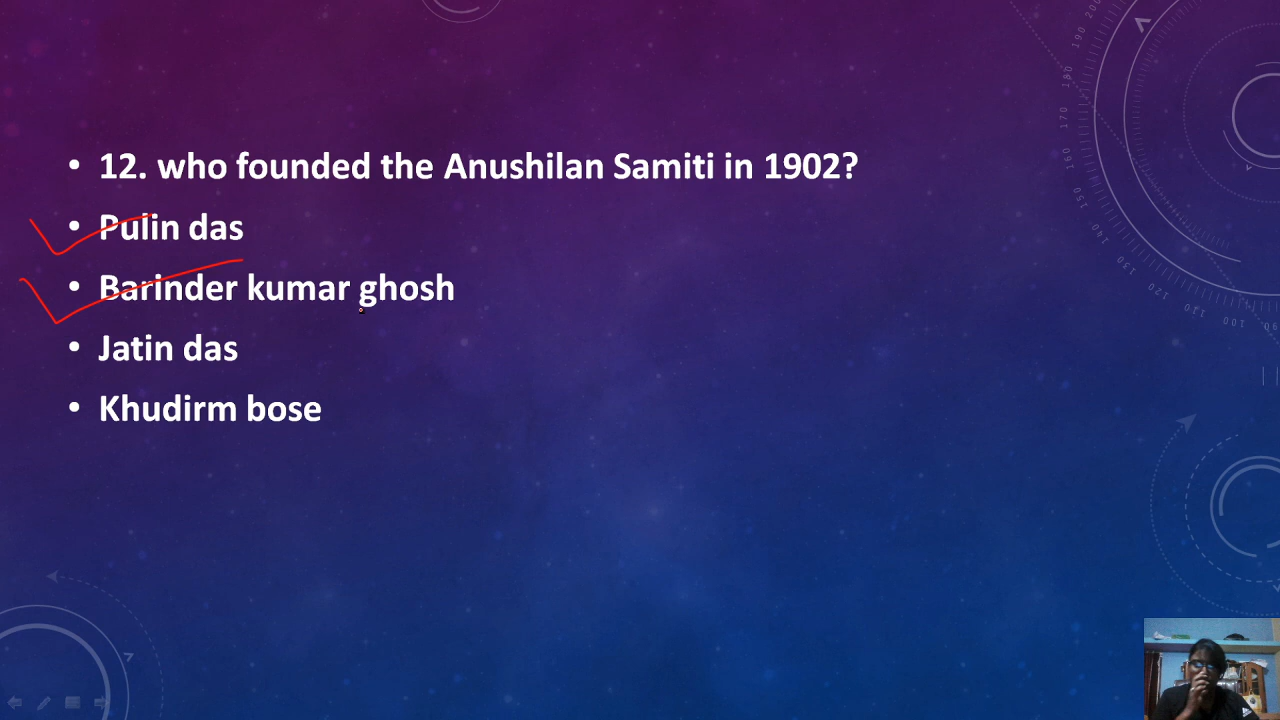 • 12. who founded the Anushilan Samiti in 1902?
• Pulin das
• Barinder kumar ghosh
• Jatin das
• Khudirm bose